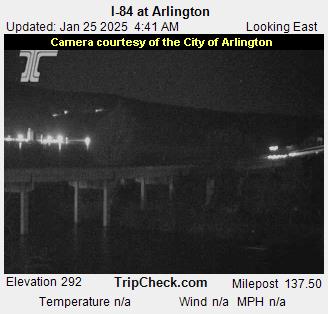 I-84 at Arlington
Updated: Jan 25 2025 4:41 AM Looking East
Camera courtesy of the City of Arlington
Elevation 292 TripCheck.com Milepost 137.50
Temperature n/a Wind n/a MPH n/a